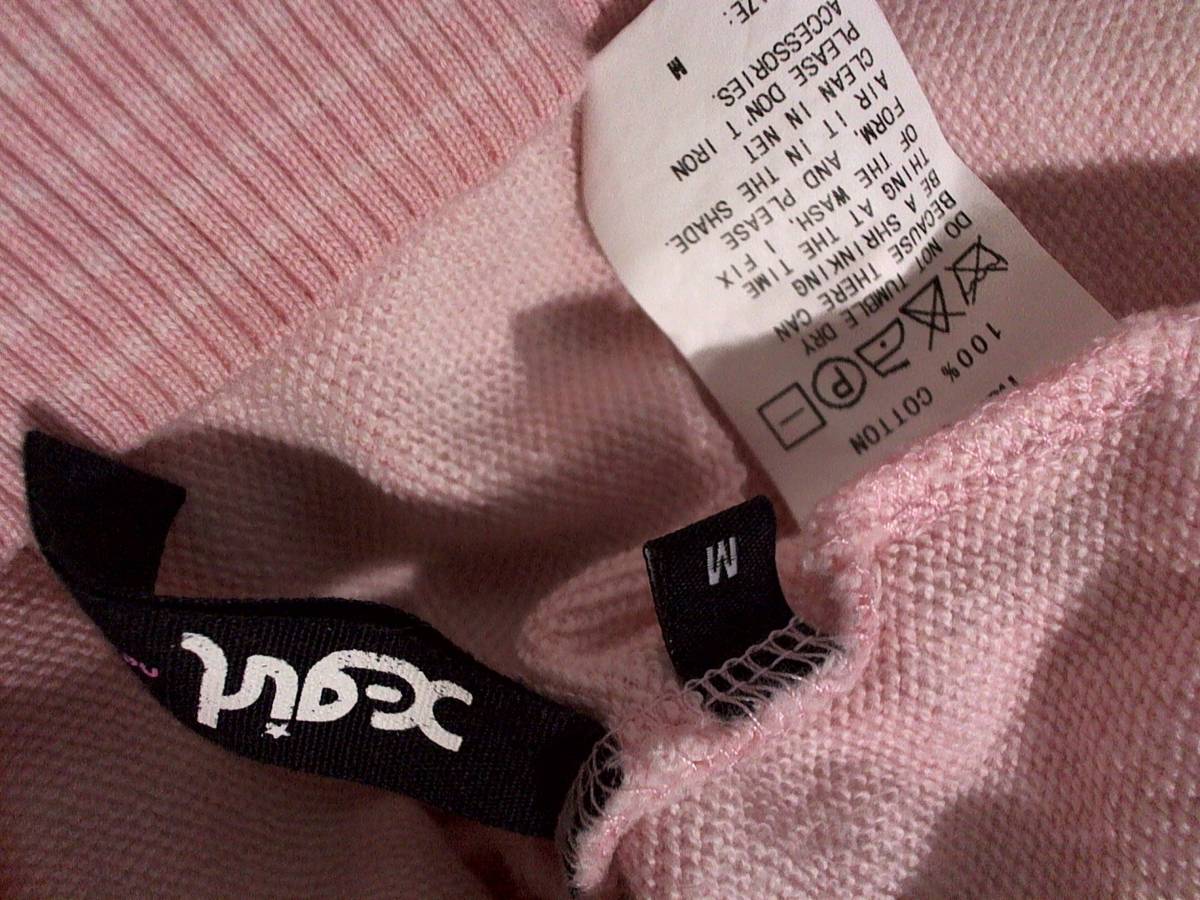 100% COTTON
P
DO NOT TUMBLE DRY
BECAUSE THERE CAN
BE A SHRINKING
THING AT THE TIME
OF THE WASH. I FIX
FORM, AND PLEASE
AIR IT IN THE SHADE.
CLEAN IN NET
PLEASE DON'T IRON
ACCESSORIES.
IZE: M
M
X-girl